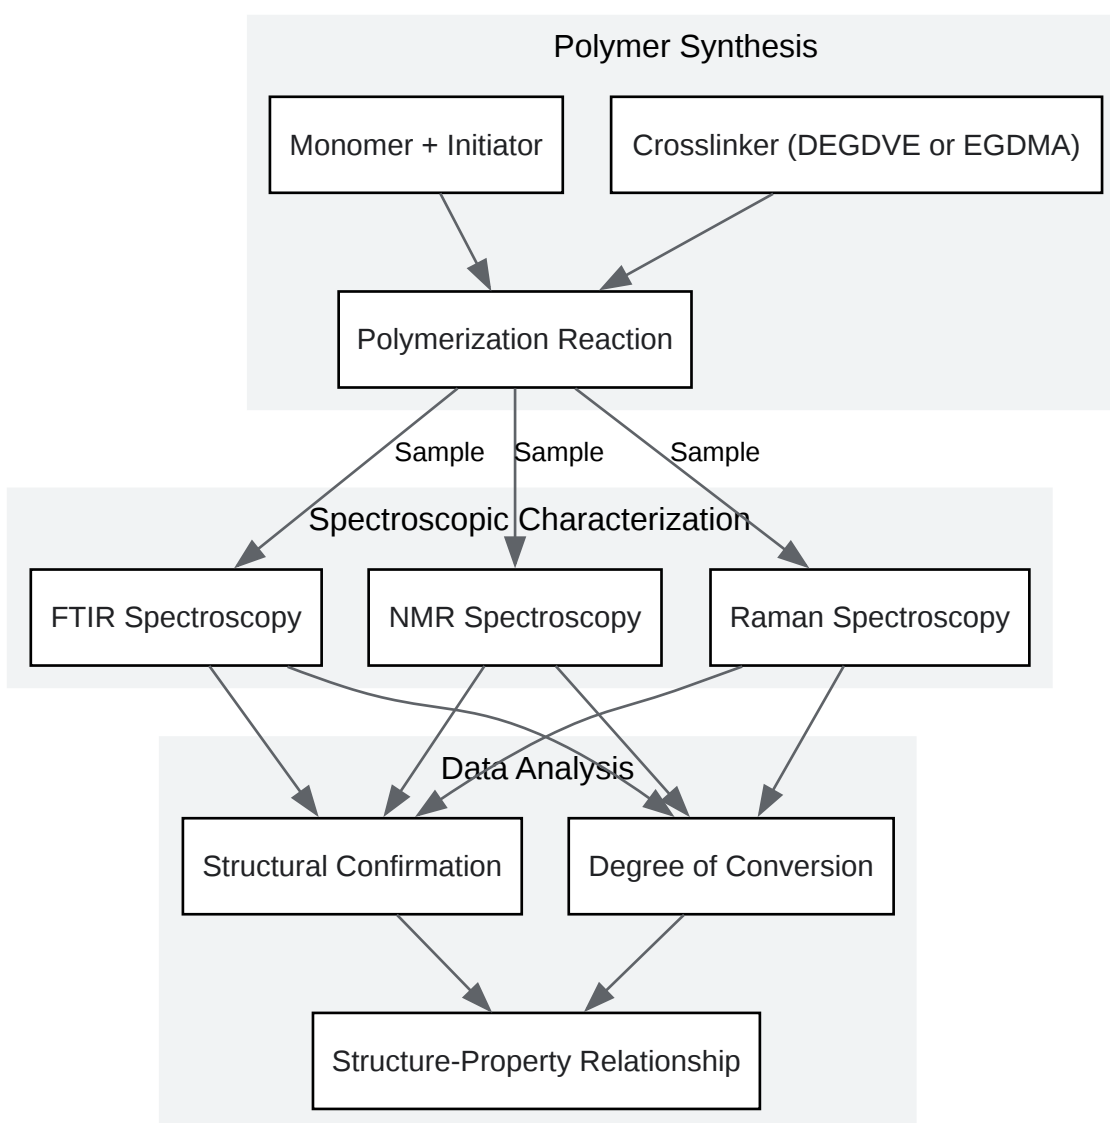 Polymer Synthesis
Monomer + Initiator
Crosslinker (DEGDVE or EGDMA)
Polymerization Reaction
Sample
Sample
Sample
Spectroscopic Characterization
FTIR Spectroscopy
NMR Spectroscopy
Raman Spectroscopy
Data Analysis
Structural Confirmation
Degree of Conversion
Structure-Property Relationship